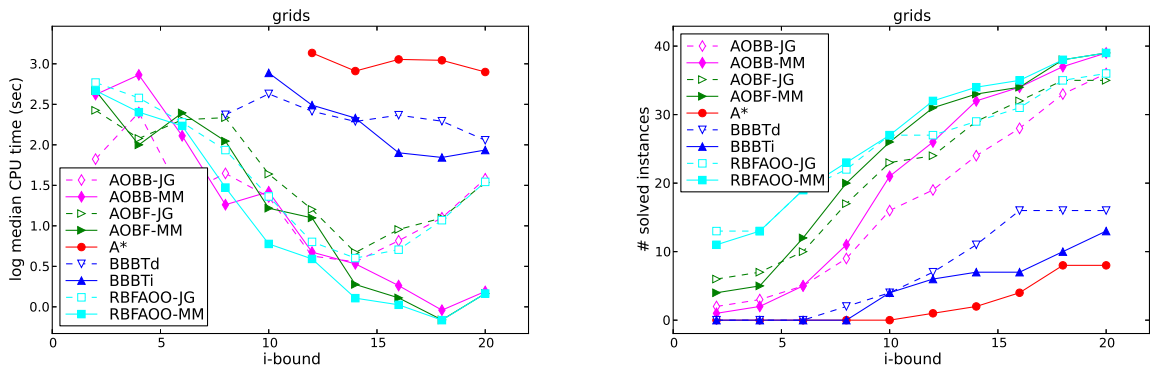 grids
log median CPU time (sec)
3.0
2.5
2.0
1.5
1.0
0.5
0.0
AOBB-JG
AOBB-MM
AOBF-JG
AOBF-MM
A*
BBBTd
BBBTi
RBFAOO-JG
RBFAOO-MM
0 5 10 15 20
i-bound
grids
# solved instances
40
30
20
10
0
AOBB-JG
AOBB-MM
AOBF-JG
AOBF-MM
A*
BBBTd
BBBTi
RBFAOO-JG
RBFAOO-MM
0 5 10 15 20
i-bound